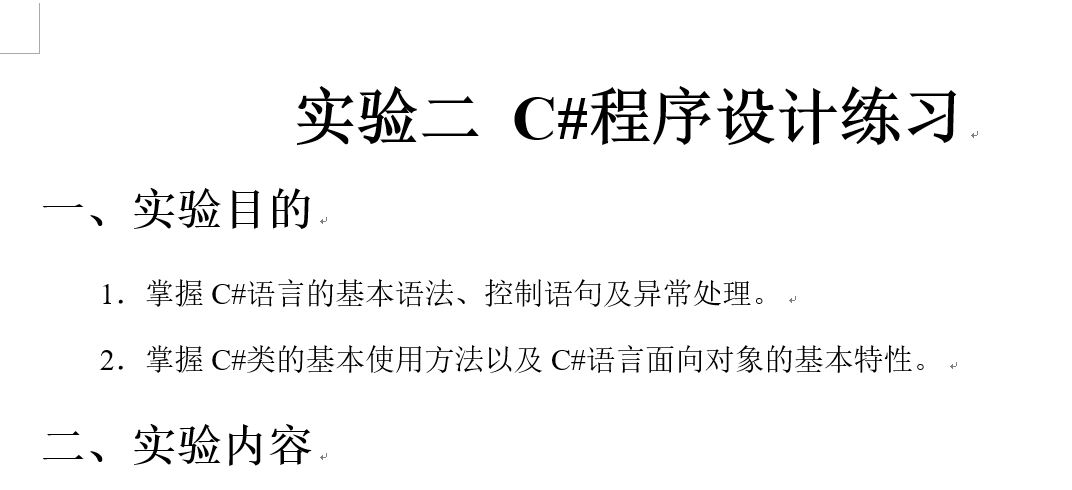 实验二 C#程序设计练习
一、实验目的
1．掌握 C#语言的基本语法、控制语句及异常处理。
2．掌握 C#类的基本使用方法以及 C#语言面向对象的基本特性。
二、实验内容